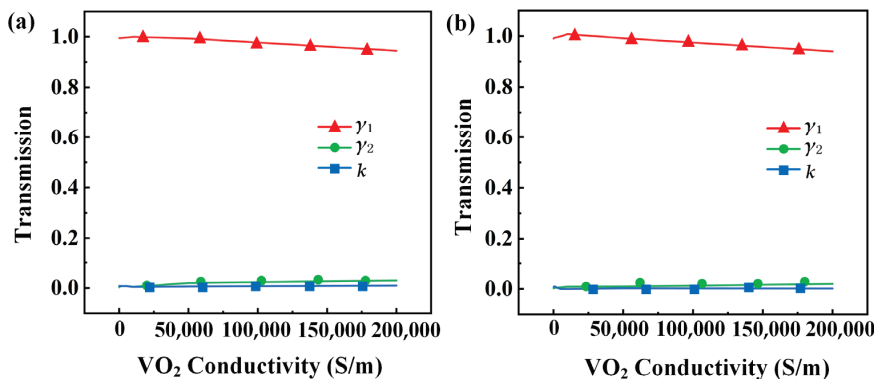 (a)
1.0
0.8
0.6
0.4
0.2
0.0
Transmission
γ1
γ2
k
0 50,000 100,000 150,000 200,000
VO2 Conductivity (S/m)
(b)
1.0
0.8
0.6
0.4
0.2
0.0
Transmission
γ1
γ2
k
0 50,000 100,000 150,000 200,000
VO2 Conductivity (S/m)